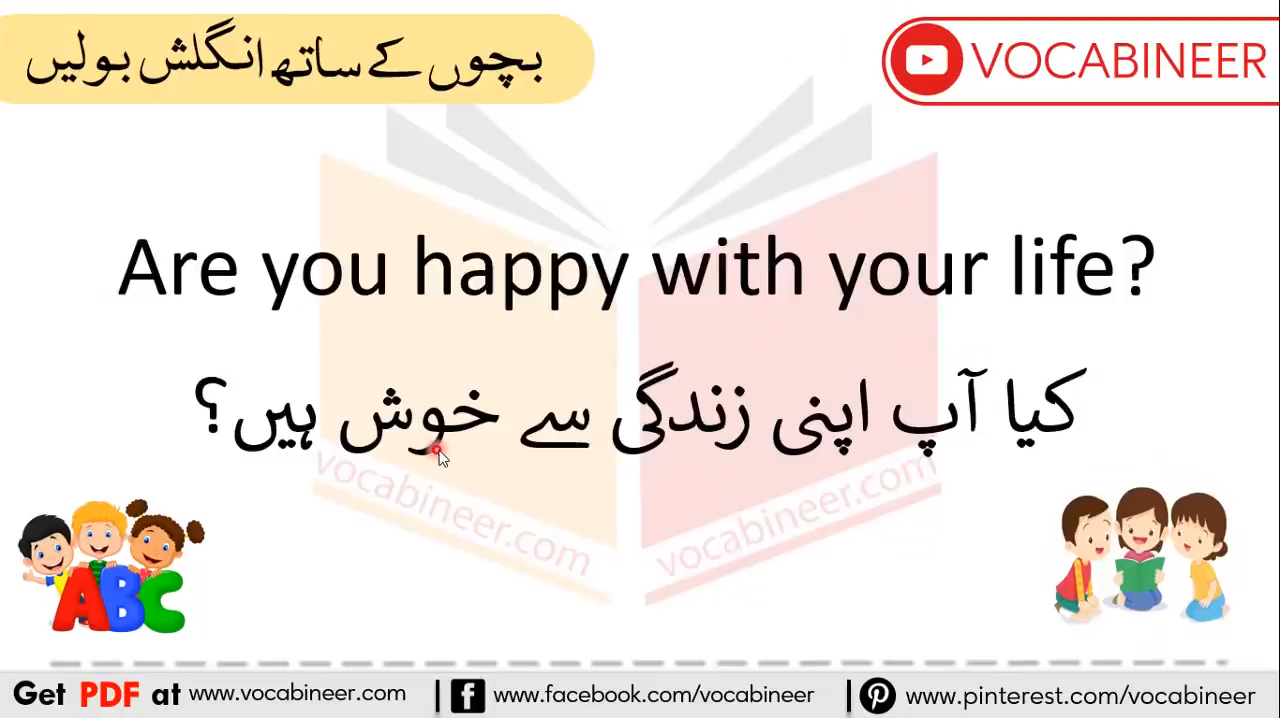 بچوں کے ساتھ انگلش بولیں
VOCABINEER
Are you happy with your life?
کیا آپ اپنی زندگی سے خوش ہیں؟
vocabineer.com
vocabineer.com
ABC
Get PDF at www.vocabineer.com
www.facebook.com/vocabineer
www.pinterest.com/vocabineer